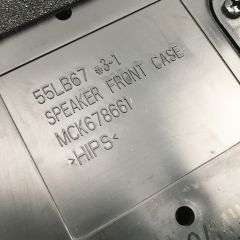 55LB67 #3-1
SPEAKER FRONT CASE
MCK678661
>HIPS<